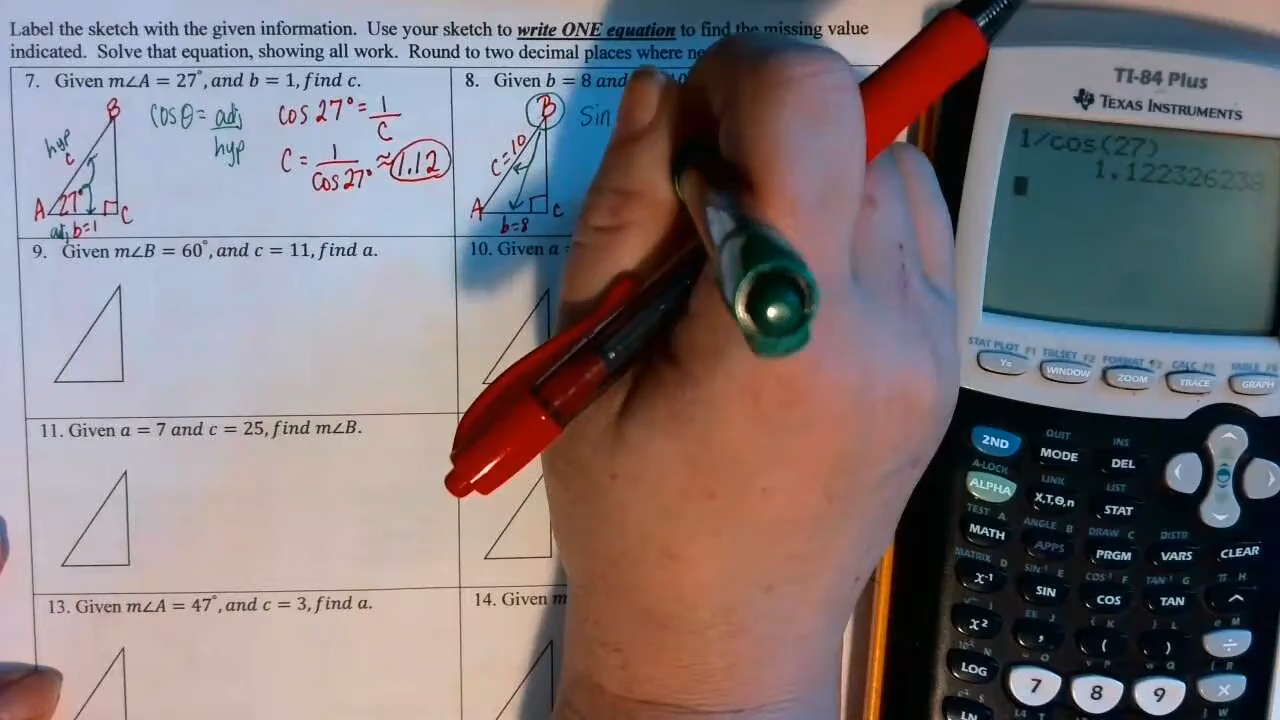 Label the sketch with the given information. Use your sketch to write ONE equation to find the missing value
indicated. Solve that equation, showing all work. Round to two decimal places where
7. Given m∠A = 27°, and b = 1, find c.
B
hyp
c
A
27°
C
adj
b=1
cos θ = adj
hyp
cos 27° = 1
c
c = 1
cos 27°
≈ 1.12
8. Given b = 8 and
B
c=10
A
C
b=8
Sin
9. Given m∠B = 60°, and c = 11, find a.
10. Given a =
11. Given a = 7 and c = 25, find m∠B.
13. Given m∠A = 47°, and c = 3, find a.
14. Given m
TI-84 Plus
TEXAS INSTRUMENTS
1/cos(27)
1.122326238
STAT PLOT F1 TBLSET F2 FORMAT F3 CALC F4 TABLE F5
Y= WINDOW ZOOM TRACE GRAPH
QUIT INS
2ND MODE DEL
A-LOCK LINK LIST
ALPHA X,T,θ,n STAT
TEST A ANGLE B DRAW C DISTR
MATH APPS PRGM VARS CLEAR
MATRIX D SIN⁻¹ E COS⁻¹ F TAN⁻¹ G π H
x⁻¹ SIN COS TAN ^
EE J { K } L e M
x² , ( ) ÷
10ˣ N u O v P w Q [ R
LOG 7 8 9 ×
L4 T W
LN